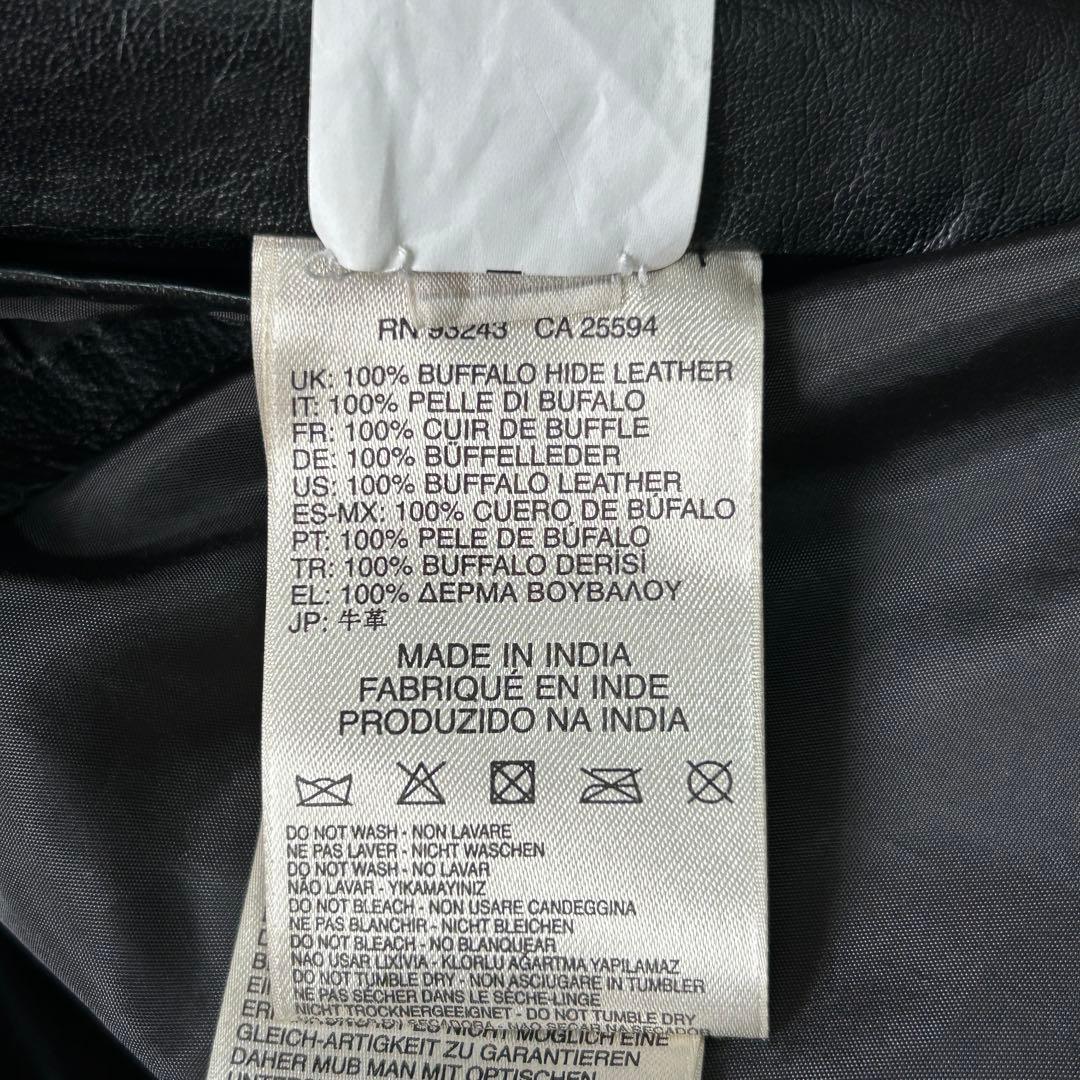 RN 93243 CA 25594
UK: 100% BUFFALO HIDE LEATHER
IT: 100% PELLE DI BUFALO
FR: 100% CUIR DE BUFFLE
DE: 100% BÜFFELLEDER
US: 100% BUFFALO LEATHER
ES-MX: 100% CUERO DE BÚFALO
PT: 100% PELE DE BÚFALO
TR: 100% BUFFALO DERISİ
EL: 100% ΔΕΡΜΑ ΒΟΥΒΑΛΟΥ
JP: 牛革
MADE IN INDIA
FABRIQUÉ EN INDE
PRODUZIDO NA INDIA
DO NOT WASH - NON LAVARE
NE PAS LAVER - NICHT WASCHEN
DO NOT WASH - NO LAVAR
NÃO LAVAR - YIKAMAYINIZ
DO NOT BLEACH - NON USARE CANDEGGINA
NE PAS BLANCHIR - NICHT BLEICHEN
DO NOT BLEACH - NO BLANQUEAR
NÃO USAR LIXÍVIA - KLORLU AĞARTMA YAPILAMAZ
DO NOT TUMBLE DRY - NON ASCIUGARE IN TUMBLER
NE PAS SÉCHER DANS LE SÈCHE-LINGE
NICHT TROCKNERGEEIGNET - DO NOT TUMBLE DRY
NICHT MÖGLICH EINE
GLEICH-ARTIGKEIT ZU GARANTIEREN
DAHER MUß MAN MIT OPTISCHEN